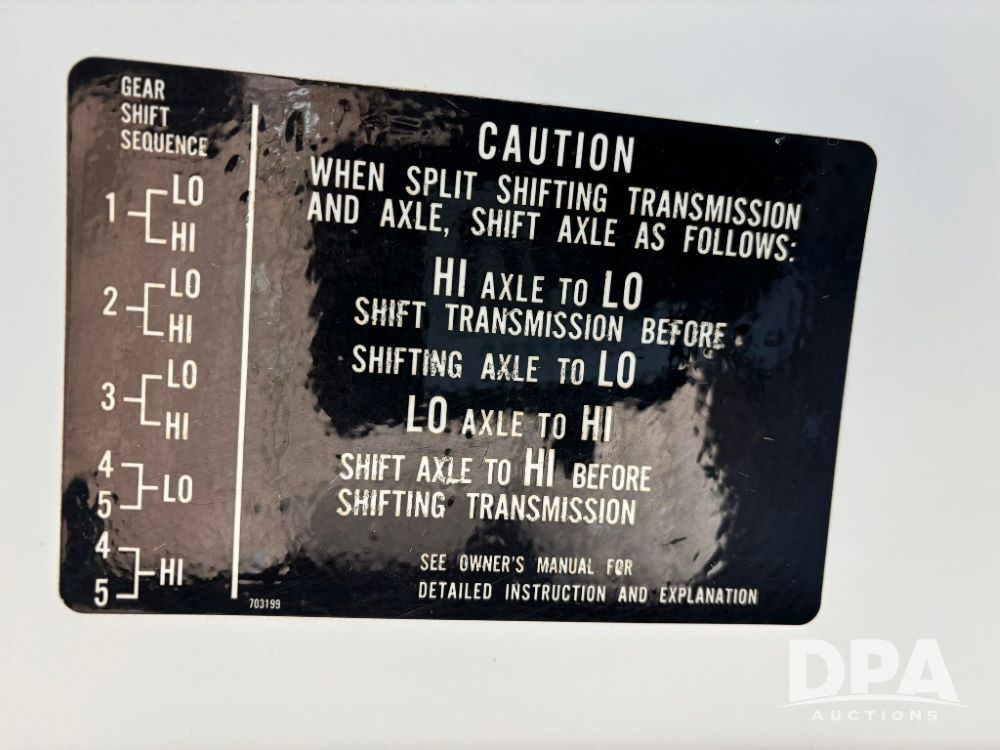 GEAR
SHIFT
SEQUENCE
1 LO
HI
2 LO
HI
3 LO
HI
4
5 LO
4
5 HI
703199
CAUTION
WHEN SPLIT SHIFTING TRANSMISSION
AND AXLE, SHIFT AXLE AS FOLLOWS:
HI AXLE TO LO
SHIFT TRANSMISSION BEFORE
SHIFTING AXLE TO LO
LO AXLE TO HI
SHIFT AXLE TO HI BEFORE
SHIFTING TRANSMISSION
SEE OWNER'S MANUAL FOR
DETAILED INSTRUCTION AND EXPLANATION
DPA
AUCTIONS